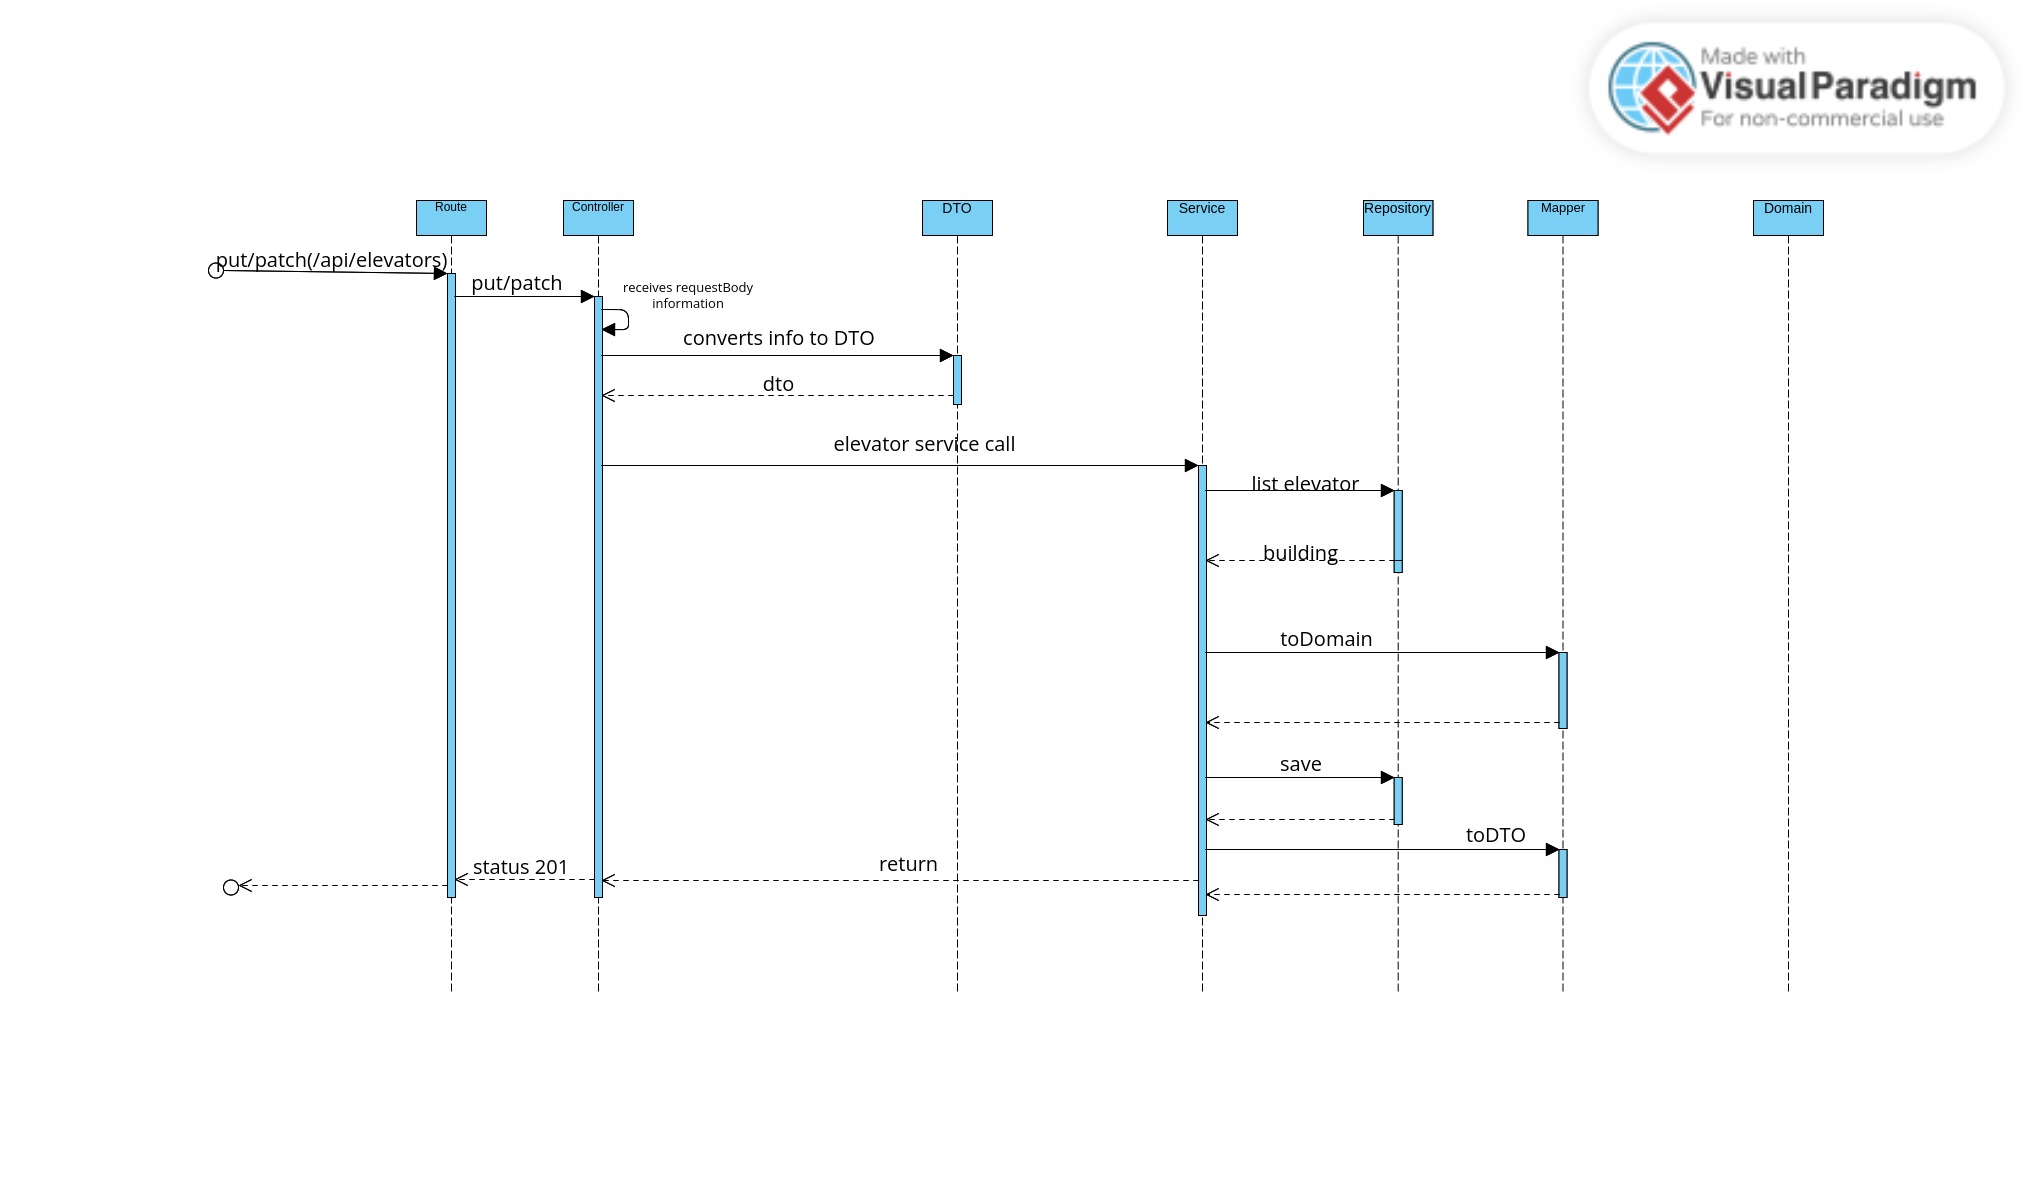 Made with
Visual Paradigm
For non-commercial use
Route
Controller
DTO
Service
Repository
Mapper
Domain
put/patch(/api/elevators)
put/patch
receives requestBody
information
converts info to DTO
dto
elevator service call
list elevator
building
toDomain
save
toDTO
return
status 201